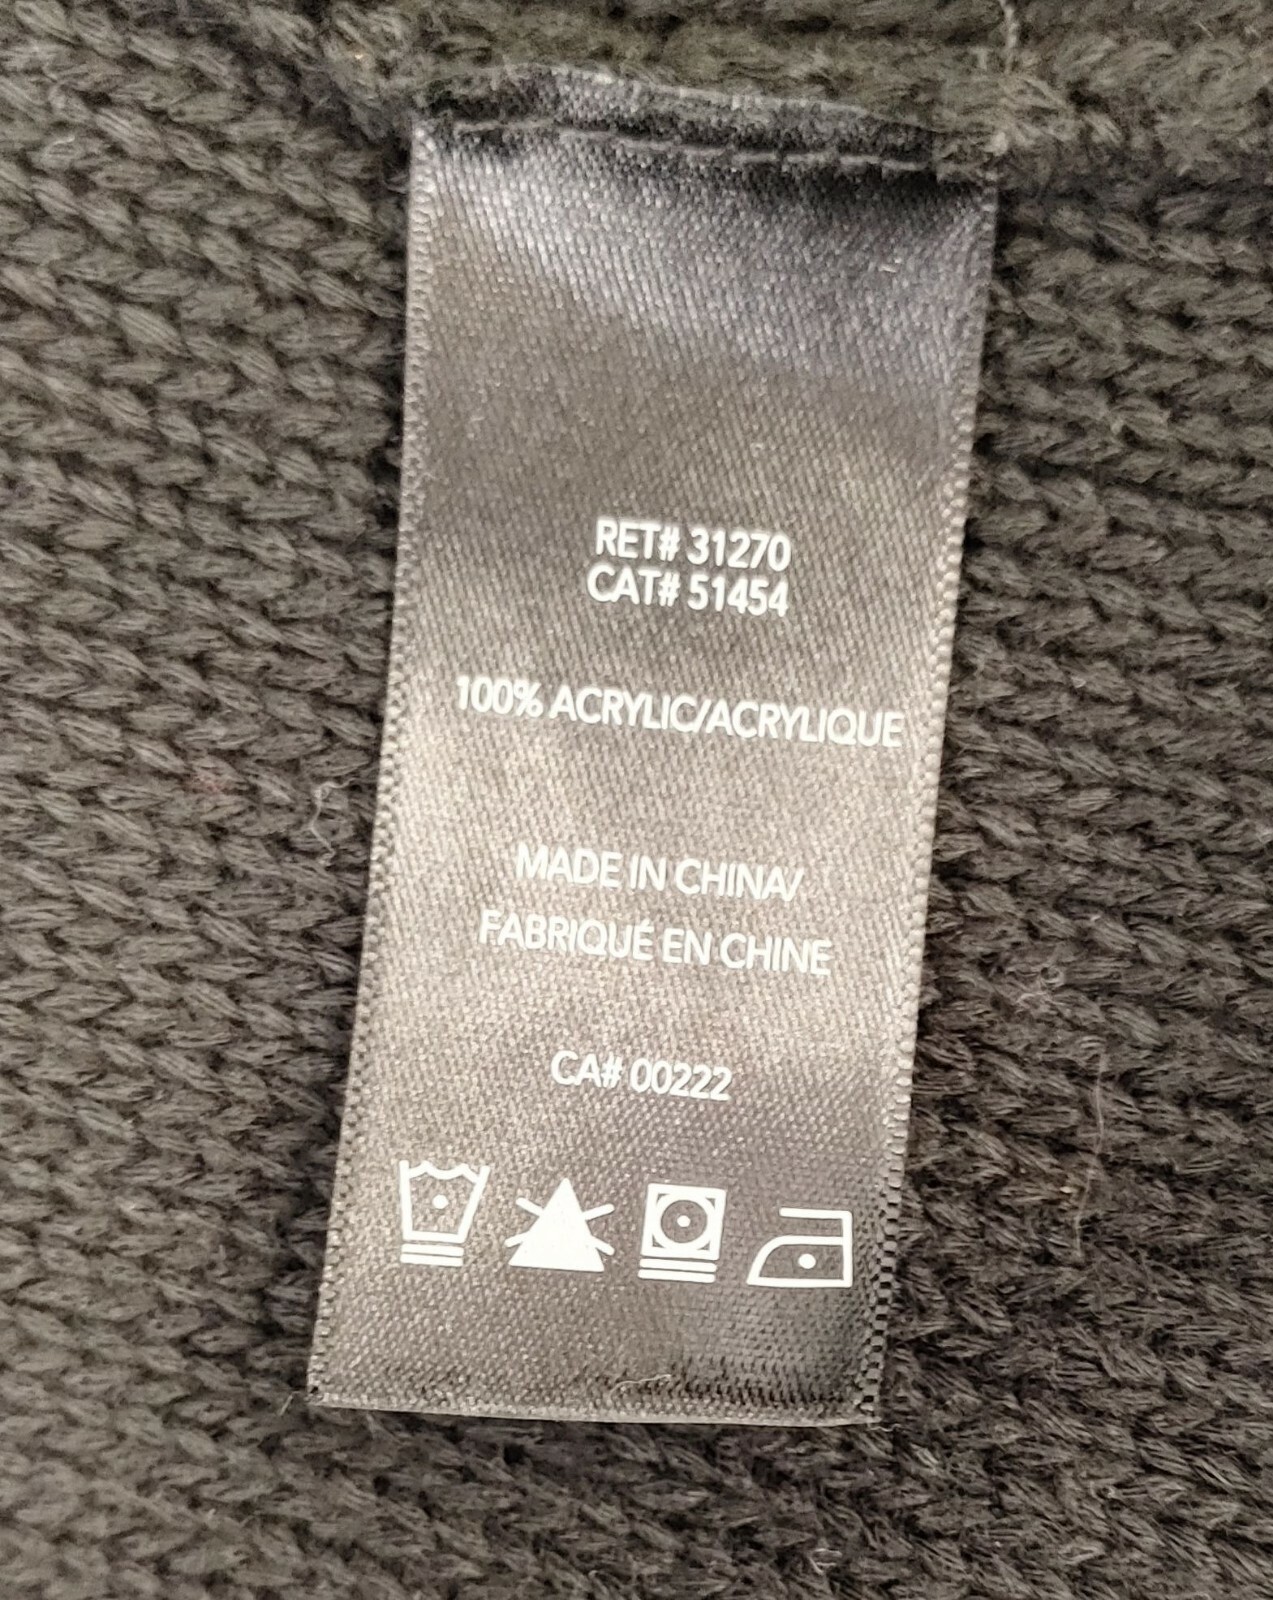 RET# 31270
CAT# 51454
100% ACRYLIC/ACRYLIQUE
MADE IN CHINA/
FABRIQUÉ EN CHINE
CA# 00222